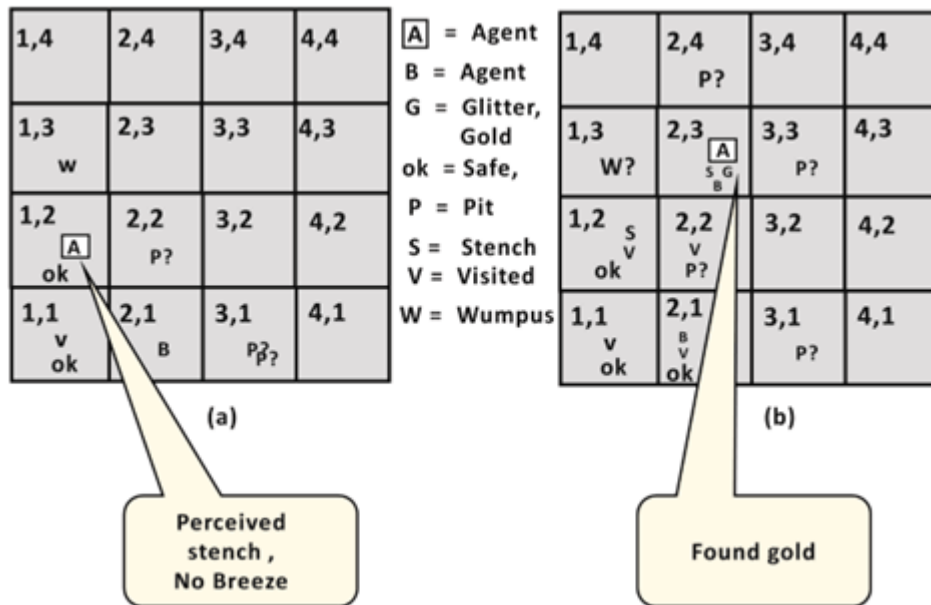 1,4 2,4 3,4 4,4
1,3 2,3 3,3 4,3
w
1,2 2,2 3,2 4,2
A
P?
ok
1,1 2,1 3,1 4,1
v
B
P?
P?
ok
(a)
Perceived
stench ,
No Breeze
A = Agent
B = Agent
G = Glitter,
Gold
ok = Safe,
P = Pit
S = Stench
V = Visited
W = Wumpus
1,4 2,4 3,4 4,4
P?
1,3 2,3 3,3 4,3
A
W?
S G
P?
B
1,2 2,2 3,2 4,2
S
V
V
ok
P?
1,1 2,1 3,1 4,1
B
v
V
P?
ok
ok
(b)
Found gold